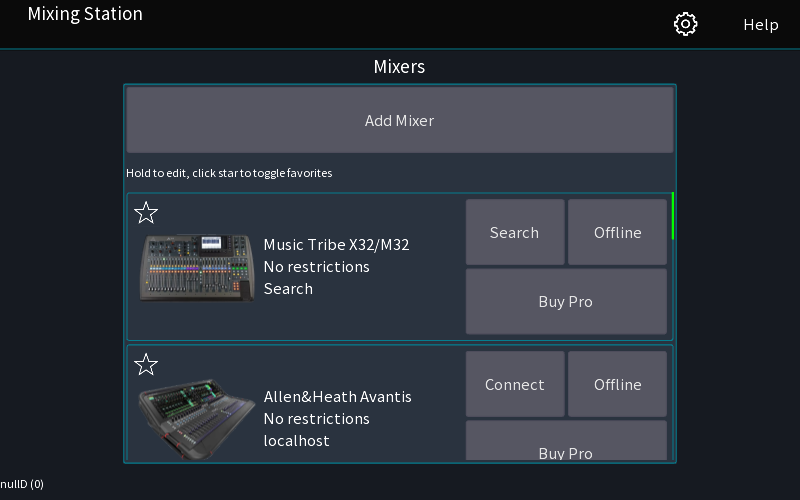 Mixing Station
Help
Mixers
Add Mixer
Hold to edit, click star to toggle favorites
Music Tribe X32/M32
No restrictions
Search
Search
Offline
Buy Pro
Allen&Heath Avantis
No restrictions
localhost
Connect
Offline
Buy Pro
nullID (0)